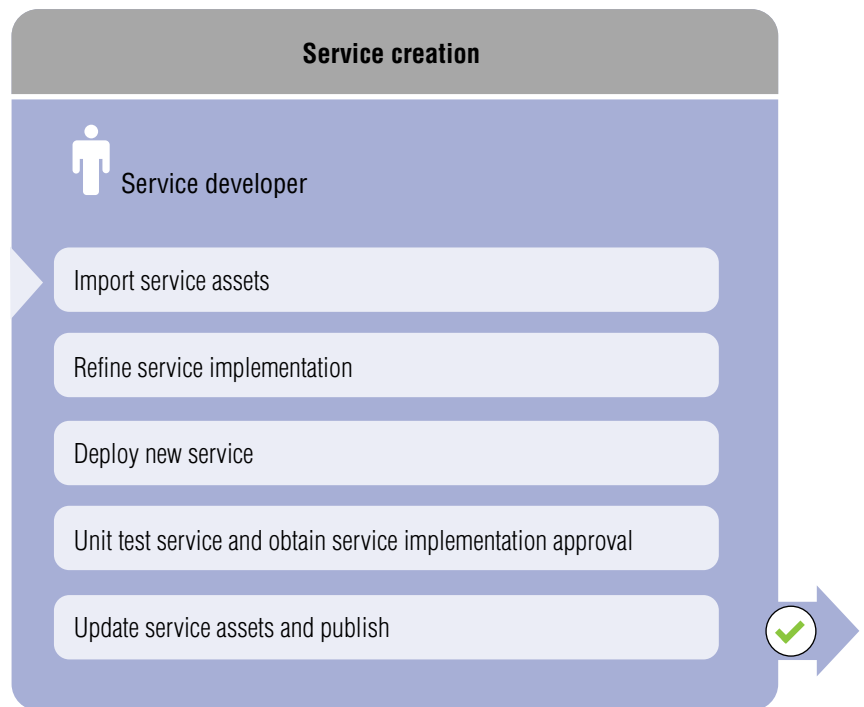 Service creation
Service developer
Import service assets
Refine service implementation
Deploy new service
Unit test service and obtain service implementation approval
Update service assets and publish